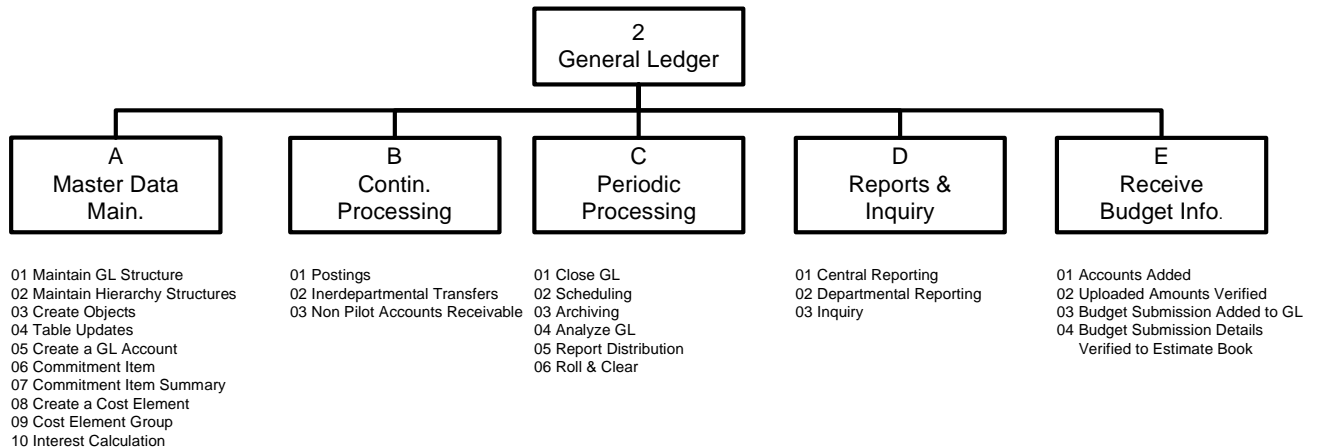 2
General Ledger
A
Master Data
Main.
B
Contin.
Processing
C
Periodic
Processing
D
Reports &
Inquiry
E
Receive
Budget Info.
01 Maintain GL Structure
02 Maintain Hierarchy Structures
03 Create Objects
04 Table Updates
05 Create a GL Account
06 Commitment Item
07 Commitment Item Summary
08 Create a Cost Element
09 Cost Element Group
10 Interest Calculation
01 Postings
02 Inerdepartmental Transfers
03 Non Pilot Accounts Receivable
01 Close GL
02 Scheduling
03 Archiving
04 Analyze GL
05 Report Distribution
06 Roll & Clear
01 Central Reporting
02 Departmental Reporting
03 Inquiry
01 Accounts Added
02 Uploaded Amounts Verified
03 Budget Submission Added to GL
04 Budget Submission Details
Verified to Estimate Book